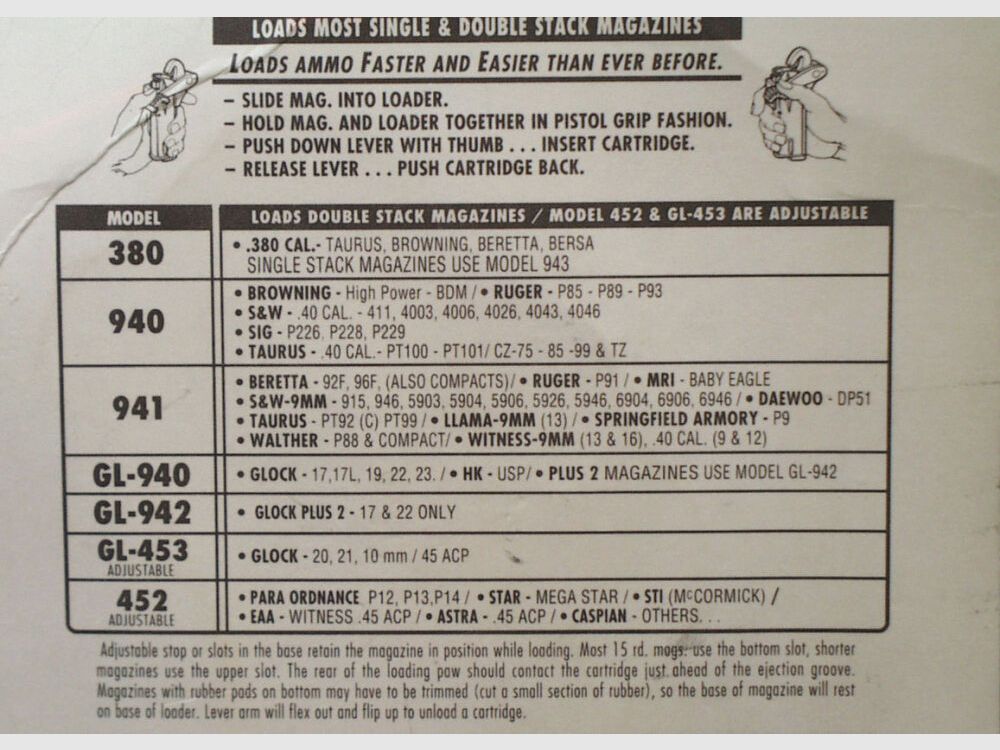 LOADS MOST SINGLE & DOUBLE STACK MAGAZINES
LOADS AMMO FASTER AND EASIER THAN EVER BEFORE.
– SLIDE MAG. INTO LOADER.
– HOLD MAG. AND LOADER TOGETHER IN PISTOL GRIP FASHION.
– PUSH DOWN LEVER WITH THUMB . . . INSERT CARTRIDGE.
– RELEASE LEVER . . . PUSH CARTRIDGE BACK.
MODEL LOADS DOUBLE STACK MAGAZINES / MODEL 452 & GL-453 ARE ADJUSTABLE
380
• .380 CAL.- TAURUS, BROWNING, BERETTA, BERSA
SINGLE STACK MAGAZINES USE MODEL 943
940
• BROWNING - High Power - BDM / • RUGER - P85 - P89 - P93
• S&W - .40 CAL. - 411, 4003, 4006, 4026, 4043, 4046
• SIG - P226, P228, P229
• TAURUS - .40 CAL.- PT100 - PT101/ CZ-75 - 85 -99 & TZ
941
• BERETTA - 92F, 96F, (ALSO COMPACTS)/ • RUGER - P91 / • MRI - BABY EAGLE
• S&W-9MM - 915, 946, 5903, 5904, 5906, 5926, 5946, 6904, 6906, 6946 / • DAEWOO - DP51
• TAURUS - PT92 (C) PT99 / • LLAMA-9MM (13) / • SPRINGFIELD ARMORY - P9
• WALTHER - P88 & COMPACT/ • WITNESS-9MM (13 & 16), .40 CAL. (9 & 12)
GL-940 • GLOCK - 17,17L, 19, 22, 23. / • HK - USP/ • PLUS 2 MAGAZINES USE MODEL GL-942
GL-942 • GLOCK PLUS 2 - 17 & 22 ONLY
GL-453 • GLOCK - 20, 21, 10 mm / 45 ACP
ADJUSTABLE
452 • PARA ORDNANCE P12, P13,P14 / • STAR - MEGA STAR / • STI (McCORMICK) /
ADJUSTABLE • EAA - WITNESS .45 ACP / • ASTRA - .45 ACP / • CASPIAN - OTHERS. . .
Adjustable stop or slots in the base retain the magazine in position while loading. Most 15 rd. mags. use the bottom slot, shorter
magazines use the upper slot. The rear of the loading paw should contact the cartridge just ahead of the ejection groove.
Magazines with rubber pads on bottom may have to be trimmed (cut a small section of rubber), so the base of magazine will rest
on base of loader. Lever arm will flex out and flip up to unload a cartridge.